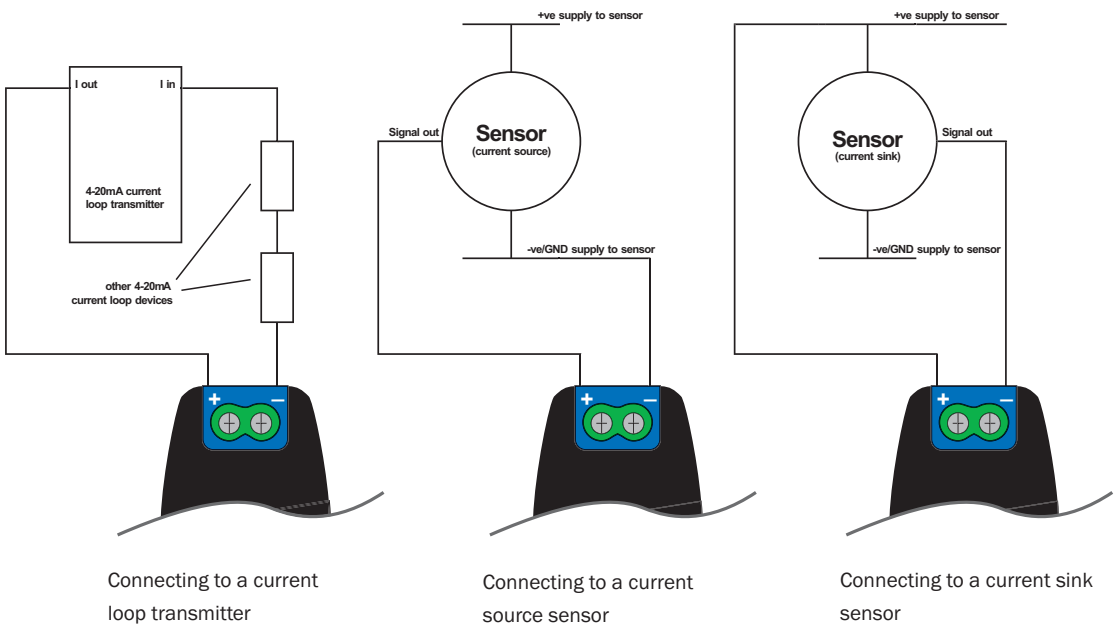 I out
I in
4-20mA current
loop transmitter
other 4-20mA
current loop devices
+
−
Connecting to a current
loop transmitter
+ve supply to sensor
Signal out
Sensor
(current source)
-ve/GND supply to sensor
+
−
Connecting to a current
source sensor
+ve supply to sensor
Sensor
(current sink)
Signal out
-ve/GND supply to sensor
+
−
Connecting to a current sink
sensor